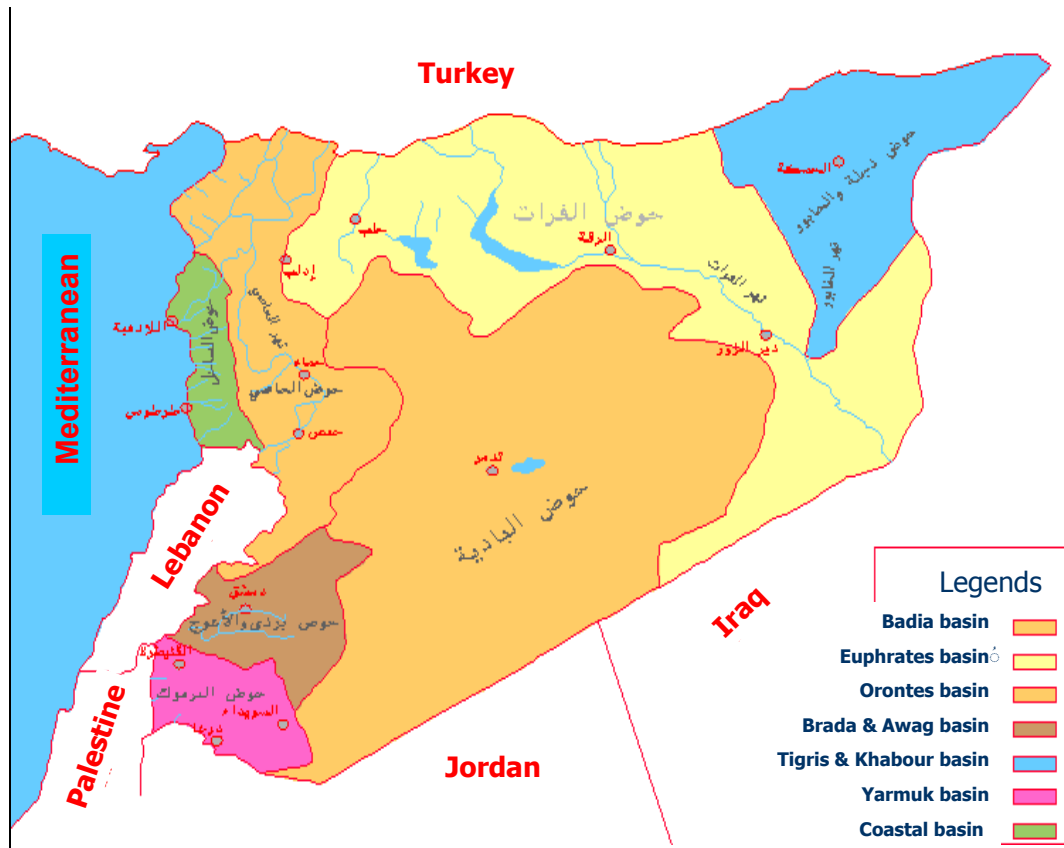 Turkey
حوض دجلة والخابور
الحسكة
نهر الخابور
حوض الفرات
حلب
الرقة
إدلب
نهر الفرات
دير الزور
Mediterranean
اللاذقية
حوض الساحل
نهر العاصي
حماه
حوض العاصي
طرطوس
حمص
تدمر
حوض البادية
Lebanon
دمشق
حوض بردى والأعوج
Iraq
القنيطرة
حوض اليرموك
السويداء
درعا
Palestine
Jordan
Legends
Badia basin
Euphrates basin
Orontes basin
Brada & Awag basin
Tigris & Khabour basin
Yarmuk basin
Coastal basin